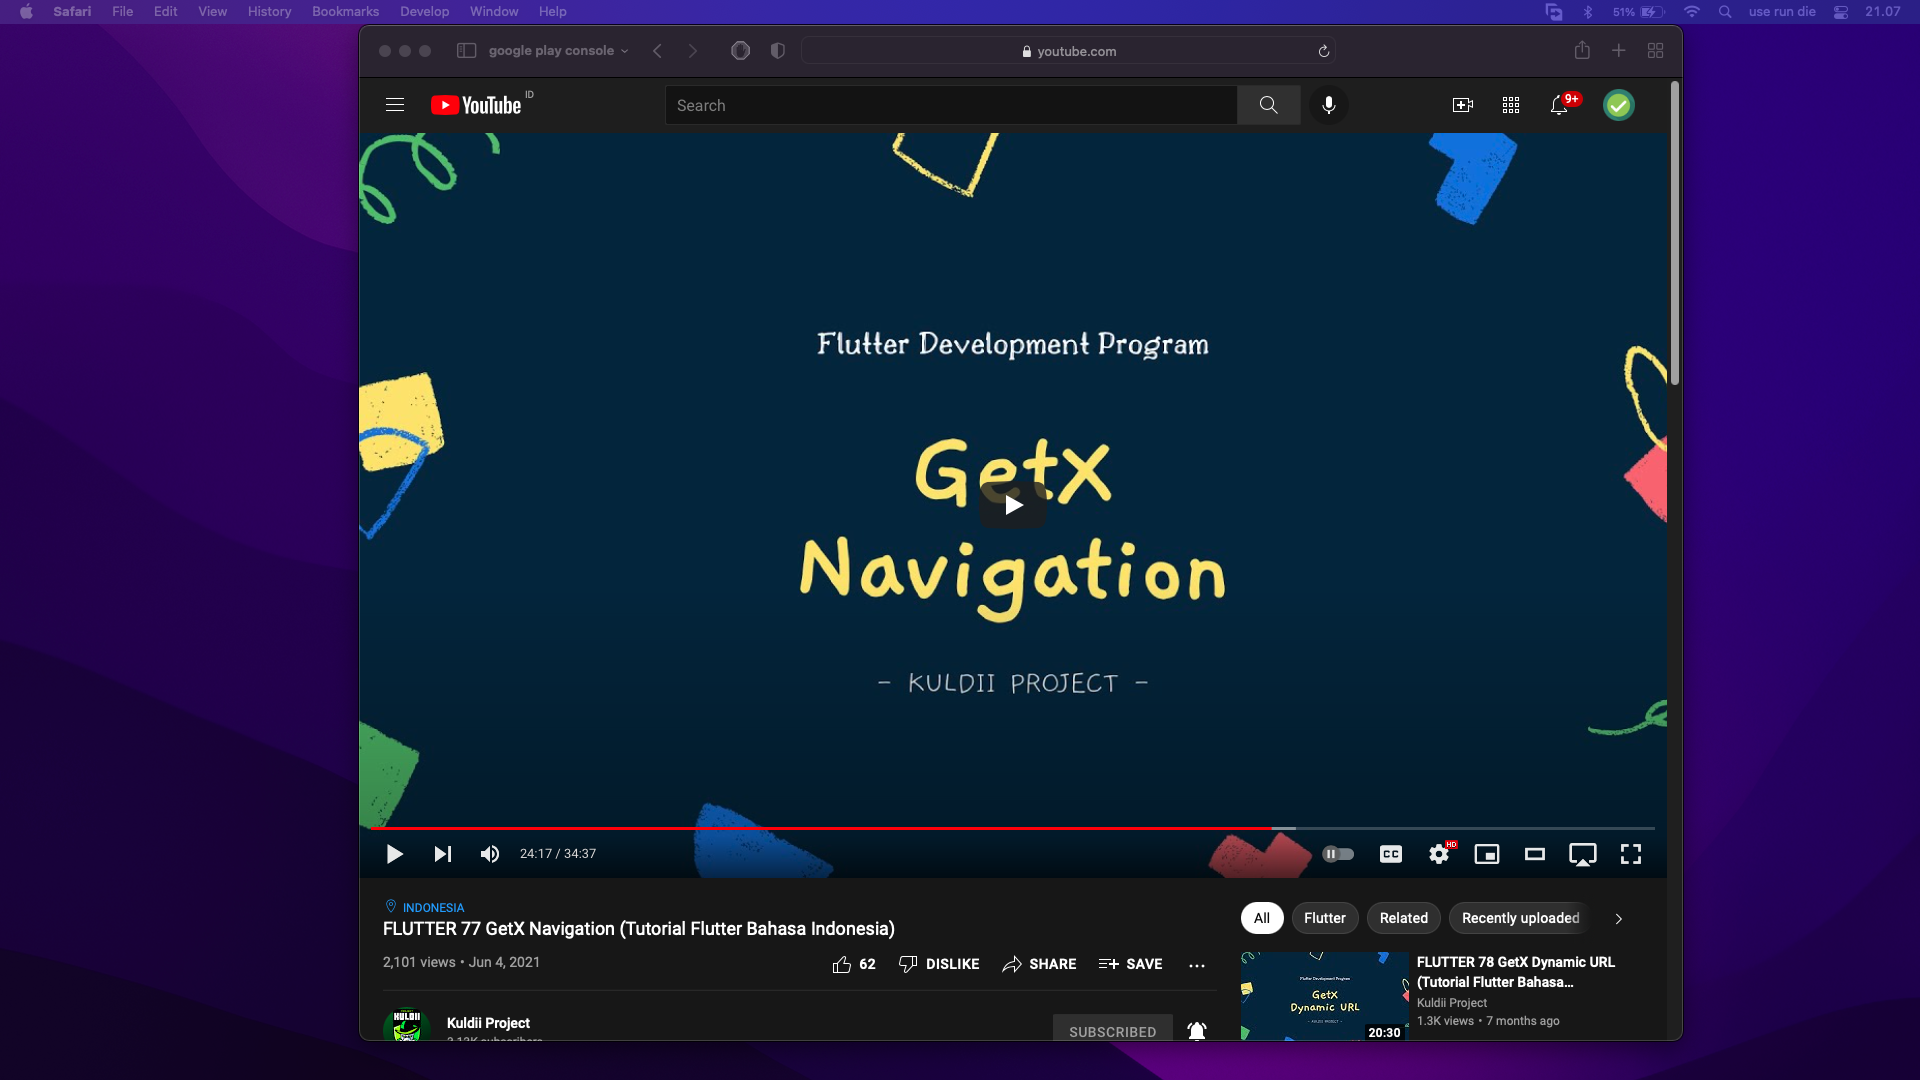 Safari File Edit View History Bookmarks Develop Window Help 51% use run die 21.07
google play console youtube.com
YouTube ID Search 9+
Flutter Development Program
GetX
Navigation
- KULDII PROJECT -
24:17 / 34:37 CC HD
INDONESIA
FLUTTER 77 GetX Navigation (Tutorial Flutter Bahasa Indonesia)
2,101 views • Jun 4, 2021
62 DISLIKE SHARE SAVE ...
KULDII
Kuldii Project
SUBSCRIBED
All Flutter Related Recently uploaded
Flutter Development Program
GetX
Dynamic URL
- KULDII PROJECT -
20:30
FLUTTER 78 GetX Dynamic URL
(Tutorial Flutter Bahasa...
Kuldii Project
1.3K views • 7 months ago